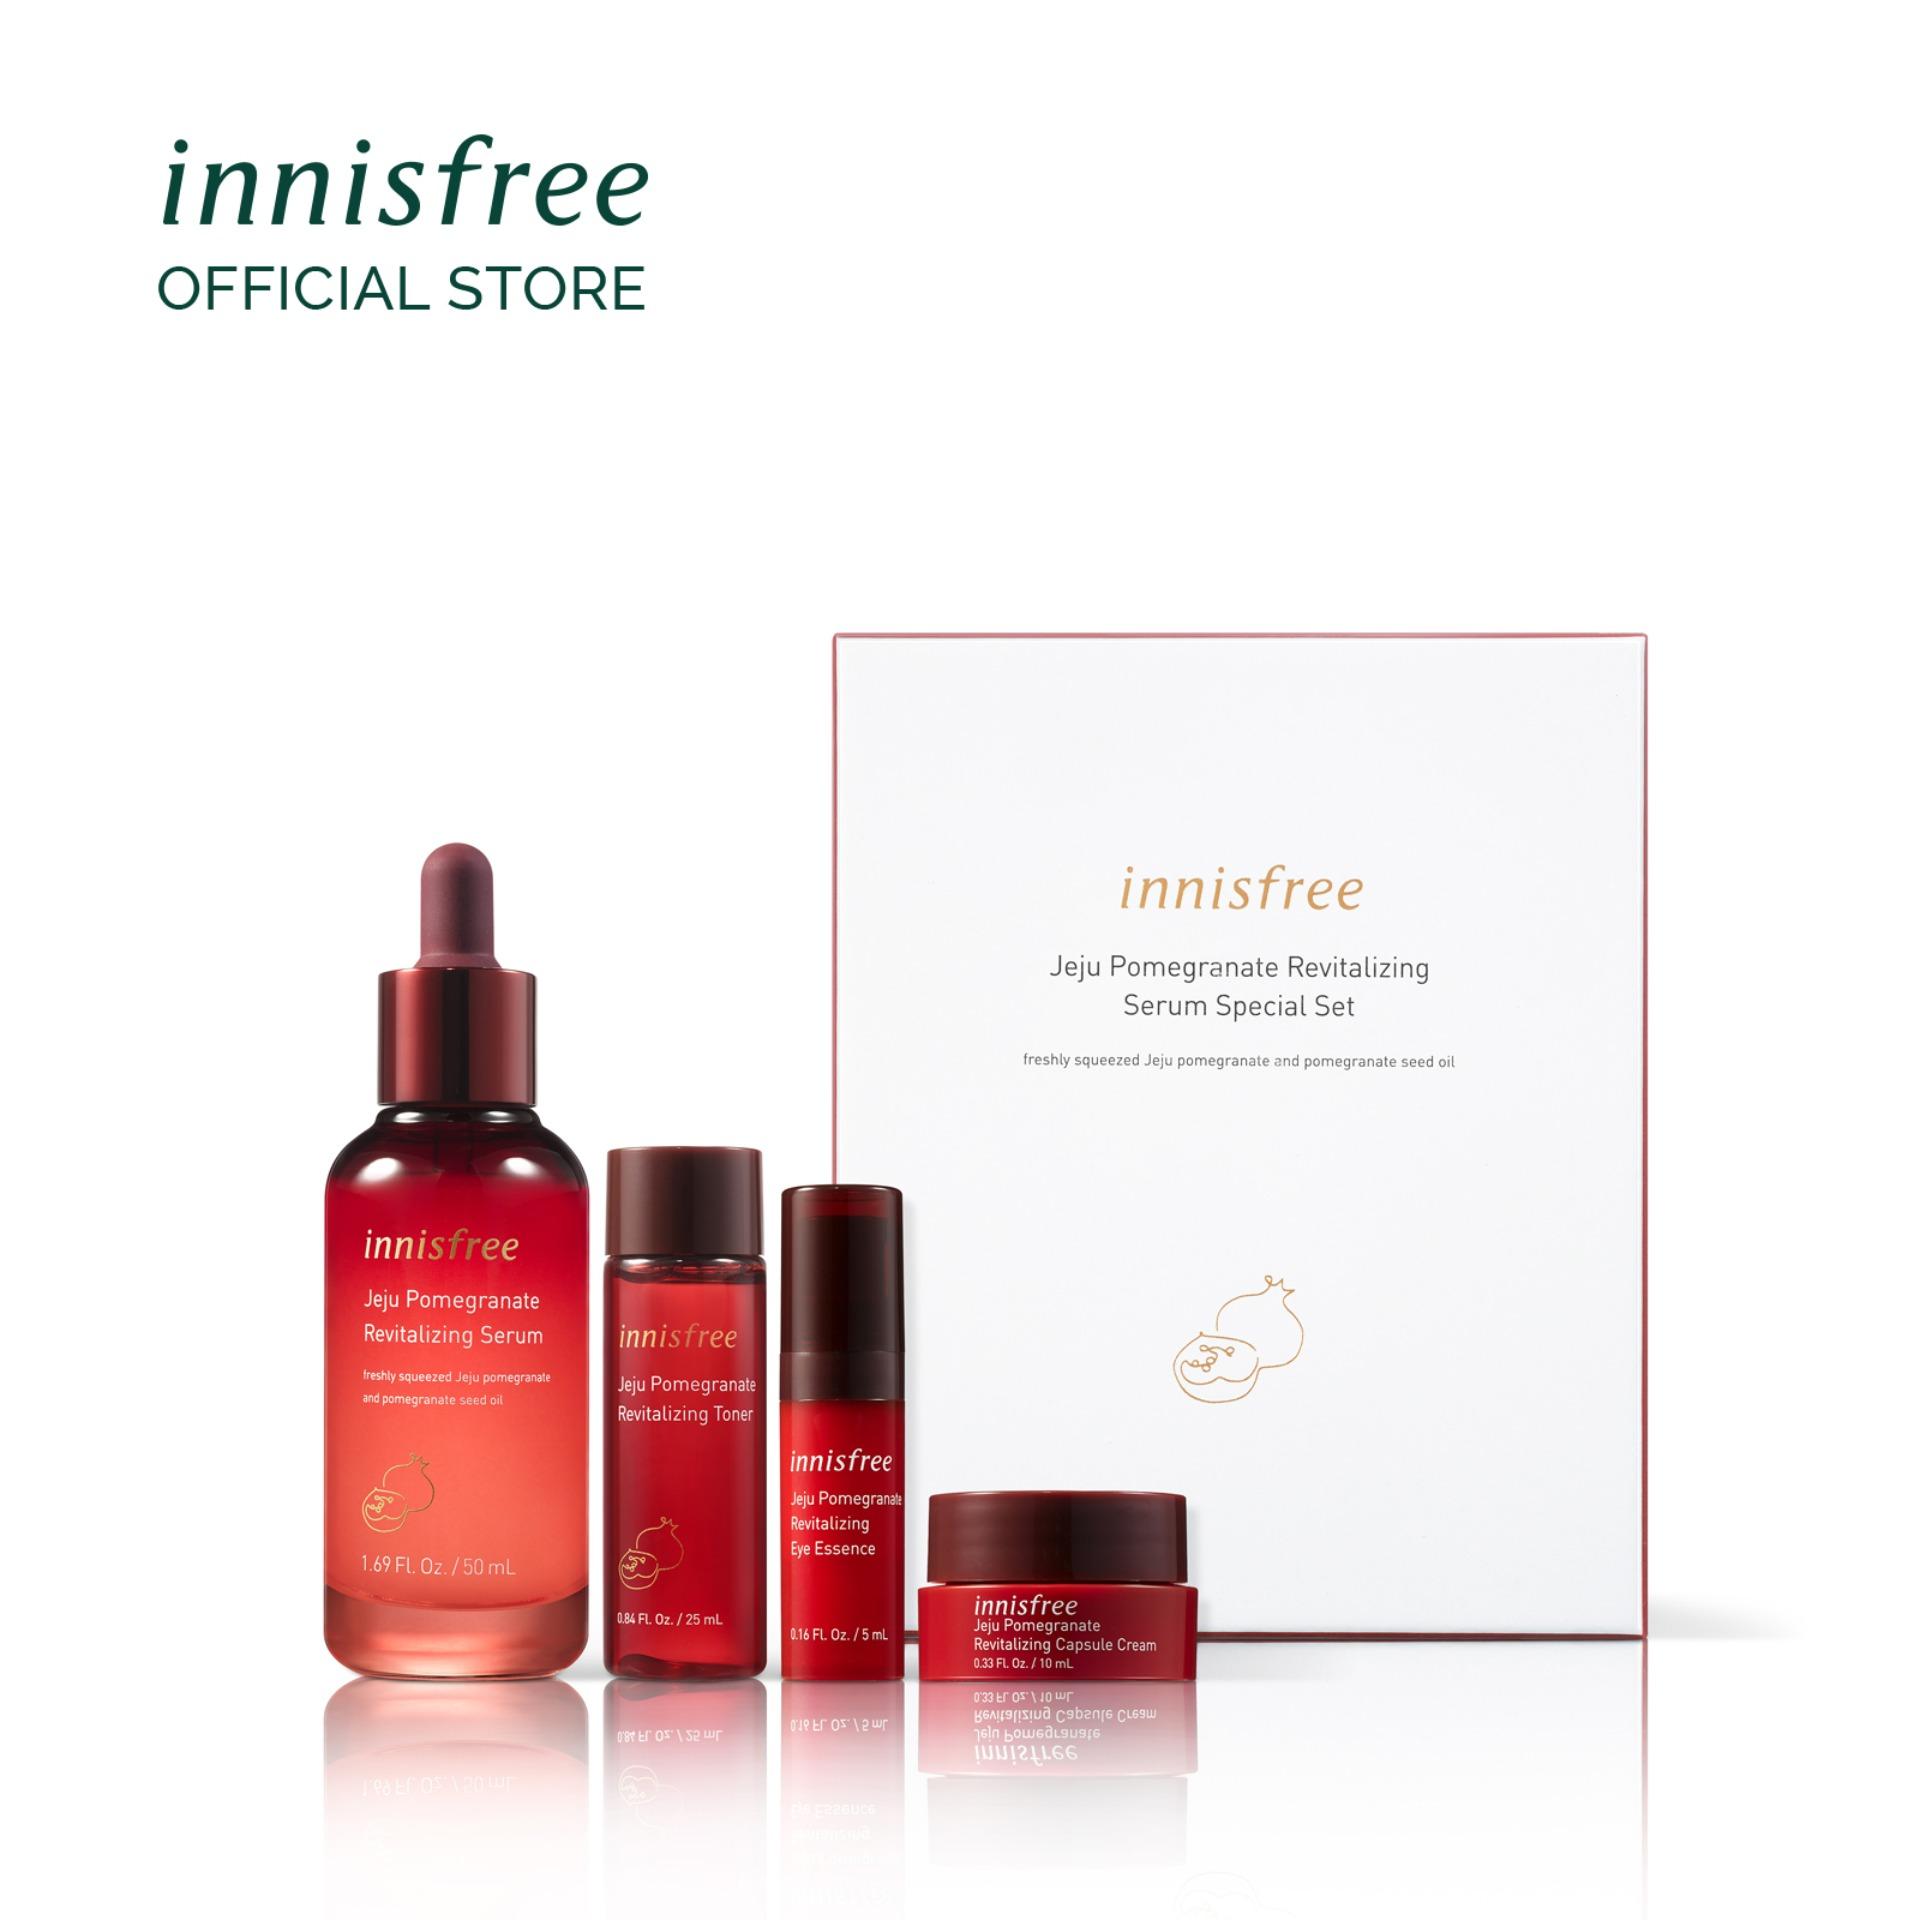 innisfree
OFFICIAL STORE
innisfree
Jeju Pomegranate Revitalizing
Serum Special Set
freshly squeezed Jeju pomegranate and pomegranate seed oil
innisfree
Jeju Pomegranate
Revitalizing Serum
freshly squeezed Jeju pomegranate
and pomegranate seed oil
1.69 Fl. Oz. / 50 mL
innisfree
Jeju Pomegranate
Revitalizing Toner
0.84 Fl. Oz. / 25 mL
innisfree
Jeju Pomegranate
Revitalizing
Eye Essence
0.16 Fl. Oz. / 5 mL
innisfree
Jeju Pomegranate
Revitalizing Capsule Cream
0.33 Fl. Oz. / 10 mL